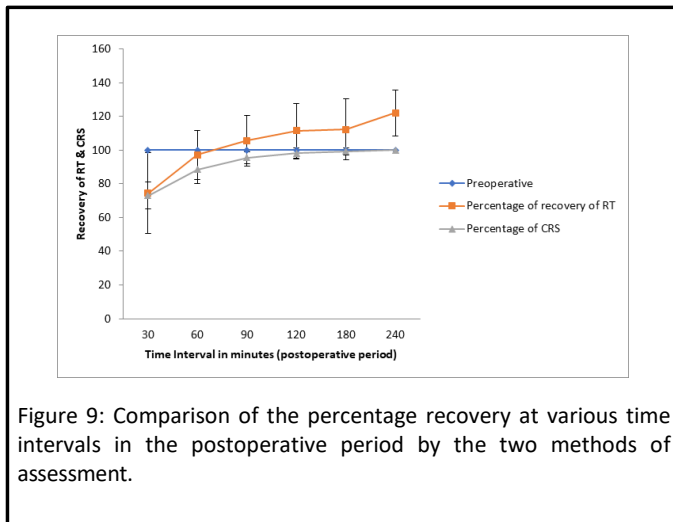 160
140
120
100
80
60
40
20
0
Recovery of RT & CRS
30 60 90 120 180 240
Time Interval in minutes (postoperative period)
Preoperative
Percentage of recovery of RT
Percentage of CRS
Figure 9: Comparison of the percentage recovery at various time
intervals in the postoperative period by the two methods of
assessment.